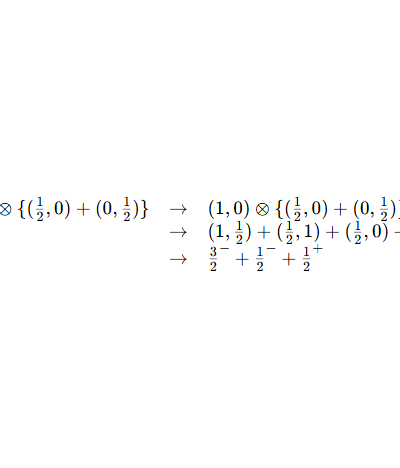 ⊗ {(1/2, 0) + (0, 1/2)} → (1, 0) ⊗ {(1/2, 0) + (0, 1/2)}
→ (1, 1/2) + (1/2, 1) + (1/2, 0) +
→ 3/2⁻ + 1/2⁻ + 1/2⁺